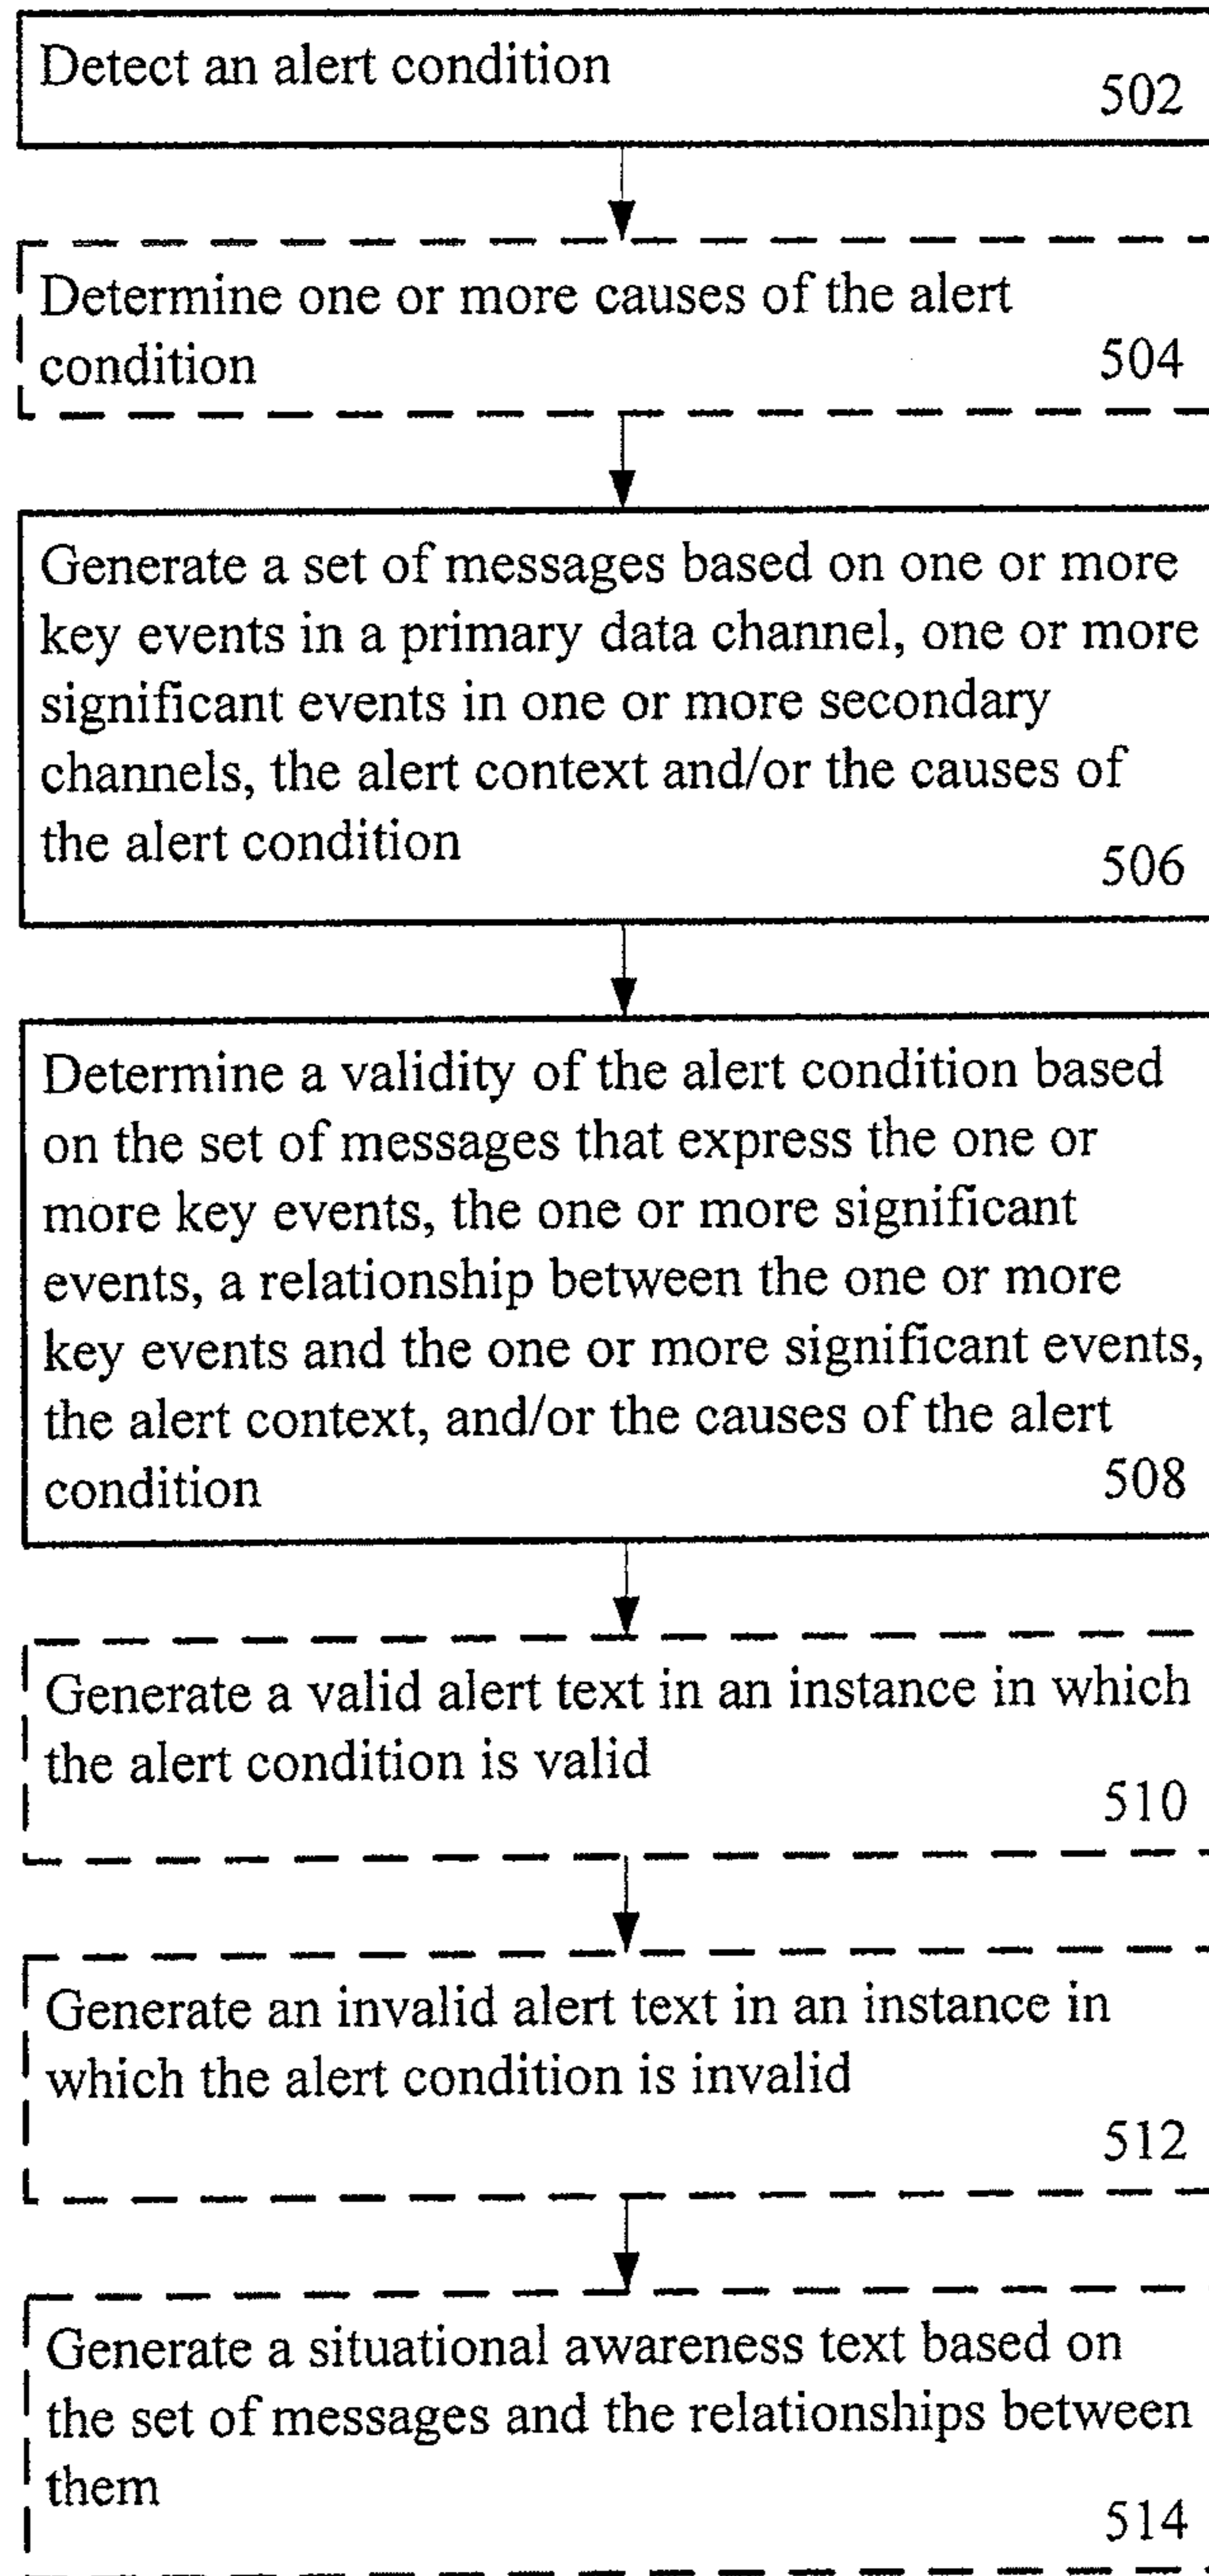 Detect an alert condition
502
Determine one or more causes of the alert
condition
504
Generate a set of messages based on one or more
key events in a primary data channel, one or more
significant events in one or more secondary
channels, the alert context and/or the causes of
the alert condition
506
Determine a validity of the alert condition based
on the set of messages that express the one or
more key events, the one or more significant
events, a relationship between the one or more
key events and the one or more significant events,
the alert context, and/or the causes of the alert
condition
508
Generate a valid alert text in an instance in which
the alert condition is valid
510
Generate an invalid alert text in an instance in
which the alert condition is invalid
512
Generate a situational awareness text based on
the set of messages and the relationships between
them
514